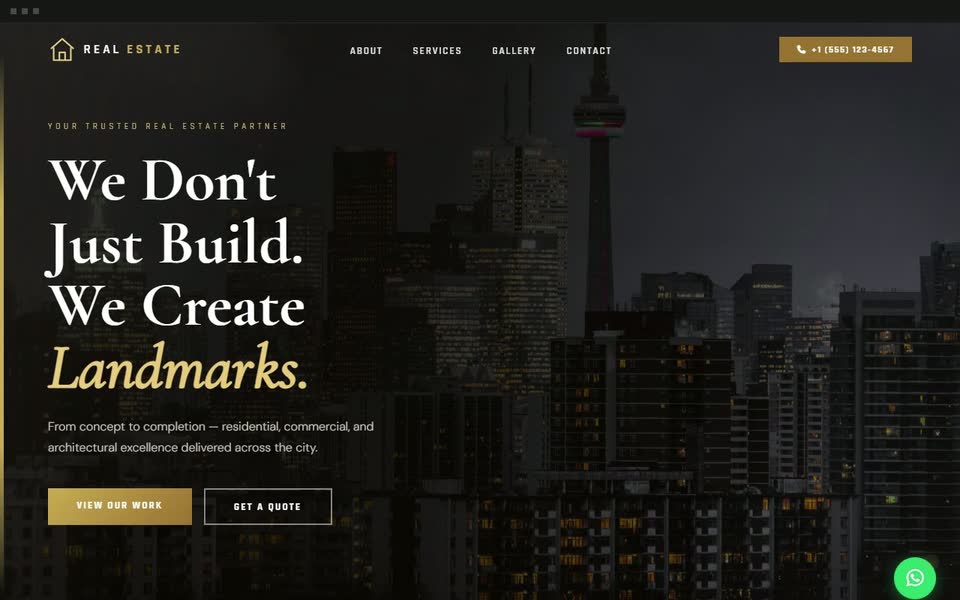 REAL ESTATE
ABOUT SERVICES GALLERY CONTACT
+1 (555) 123-4567
YOUR TRUSTED REAL ESTATE PARTNER
We Don't
Just Build.
We Create
Landmarks.
From concept to completion — residential, commercial, and
architectural excellence delivered across the city.
VIEW OUR WORK
GET A QUOTE